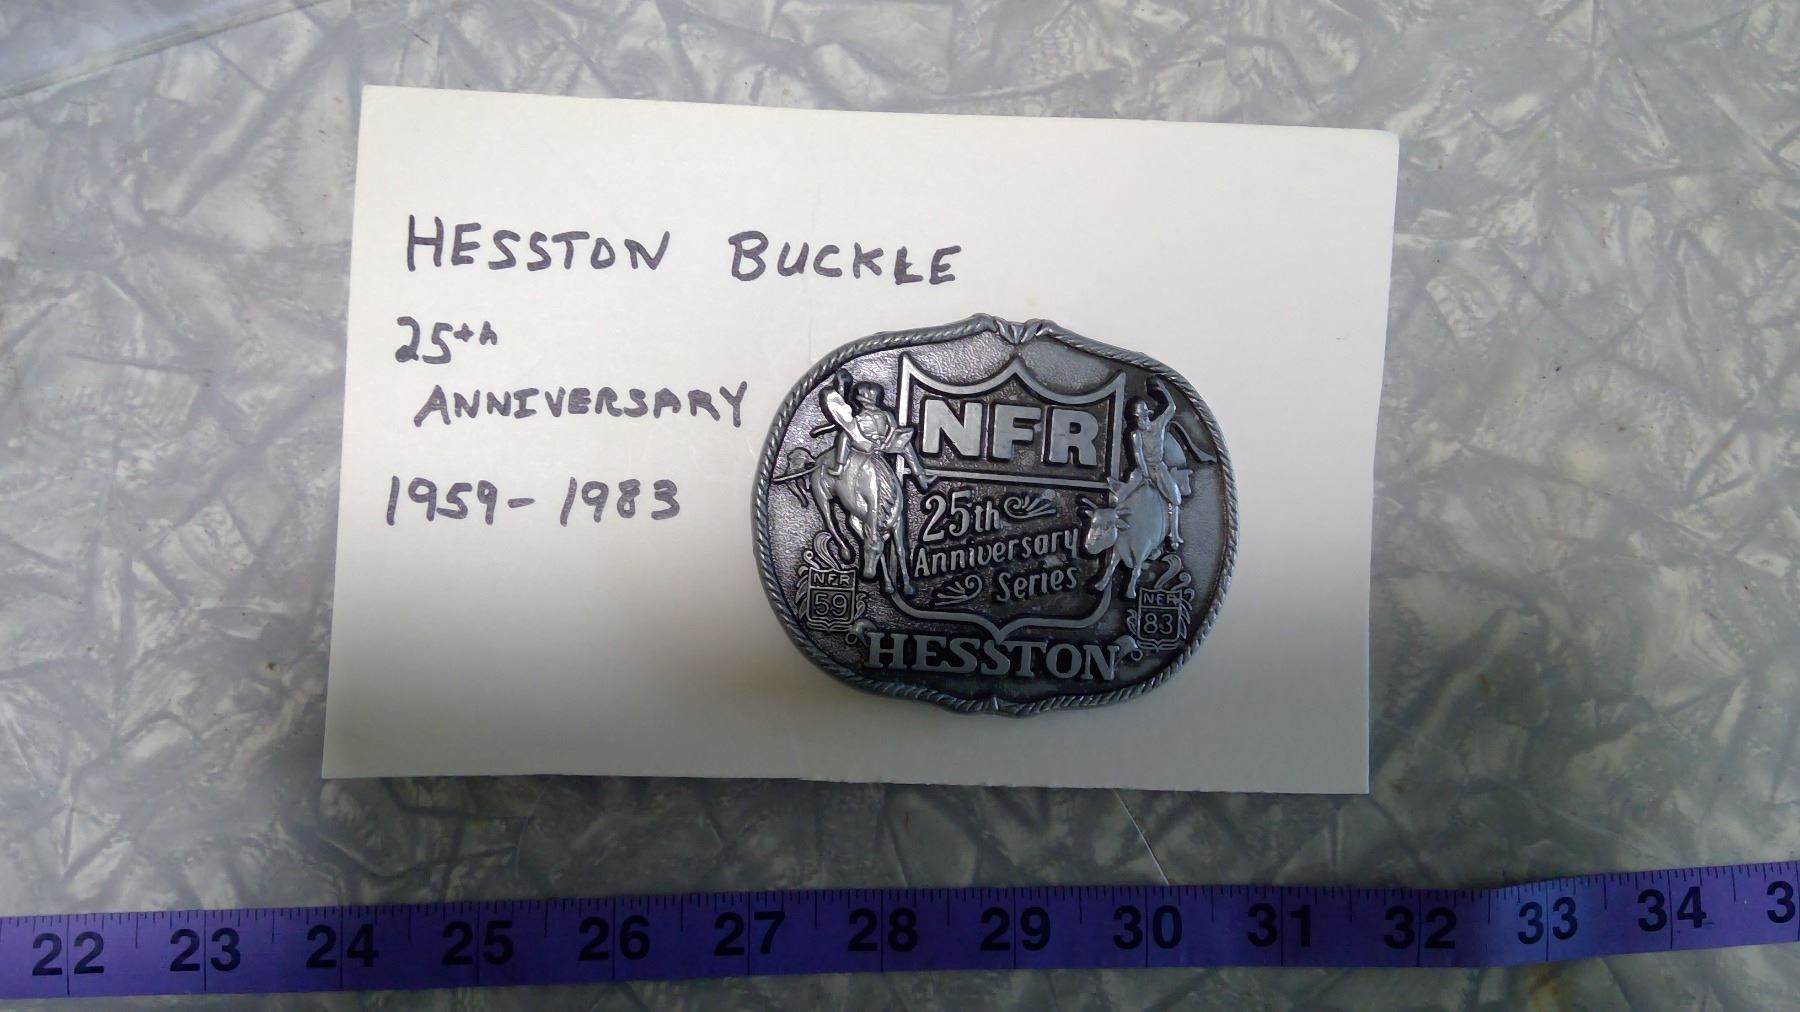 HESSTON BUCKLE
25th
ANNIVERSARY
1959-1983
NFR
25th
Anniversary
Series
NFR
59
NFR
83
HESSTON
22 23 24 25 26 27 28 29 30 31 32 33 34 3